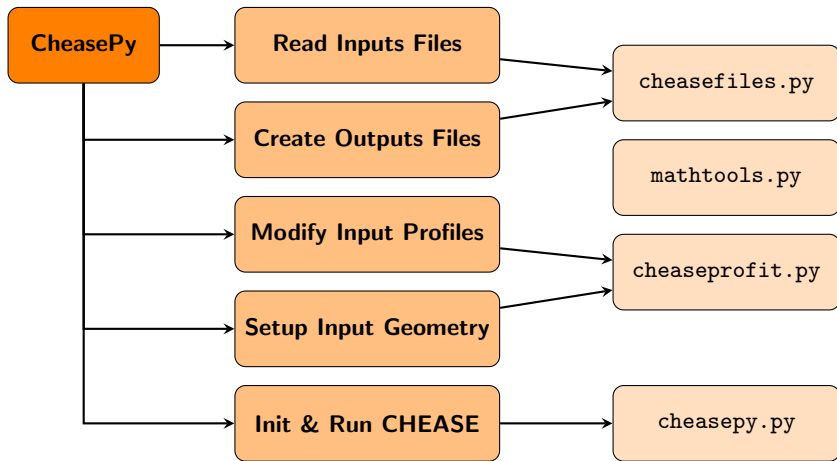 CheasePy
Read Inputs Files
Create Outputs Files
Modify Input Profiles
Setup Input Geometry
Init & Run CHEASE
cheasefiles.py
mathtools.py
cheaseprofit.py
cheasepy.py